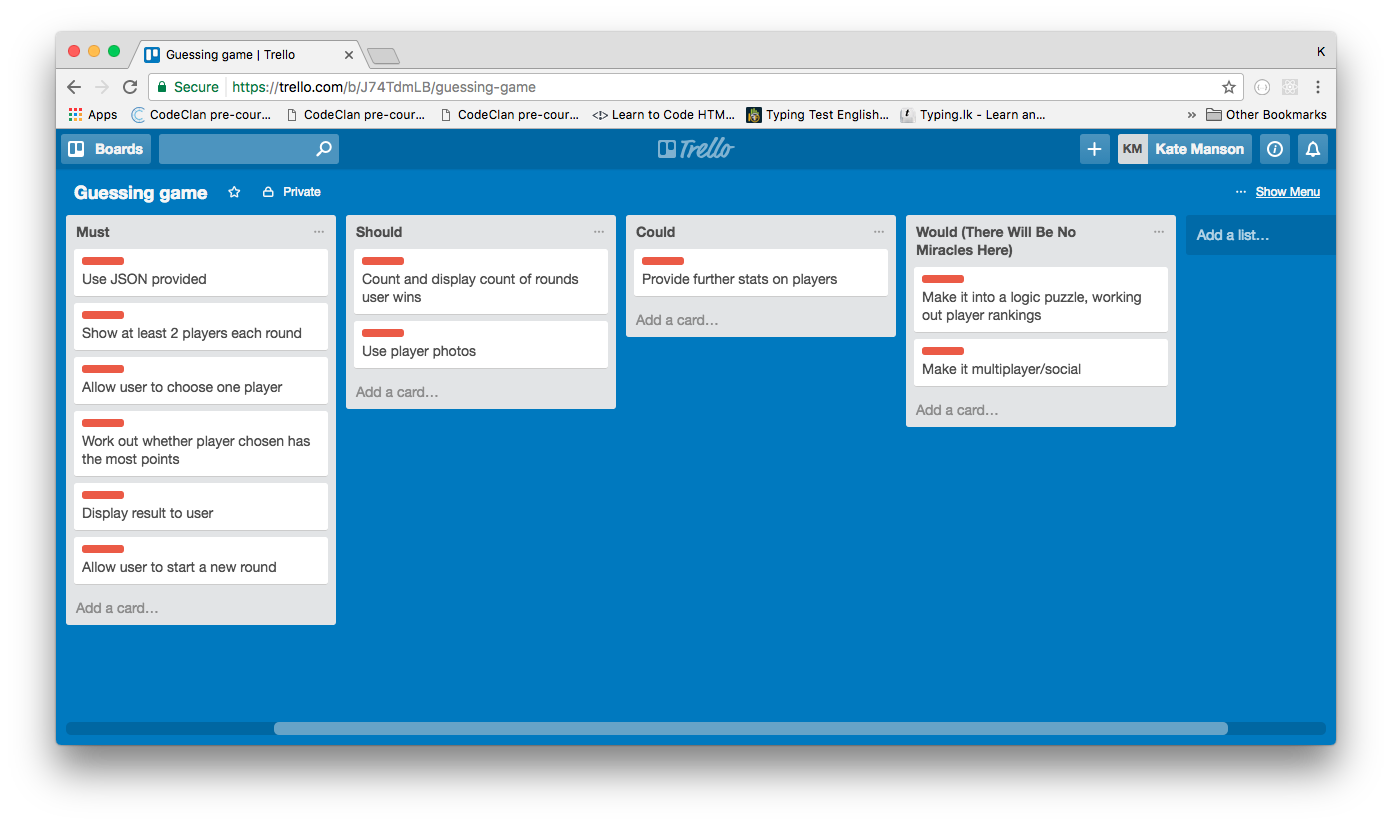 Guessing game | Trello
K
Secure https://trello.com/b/J74TdmLB/guessing-game
Apps CodeClan pre-cour... CodeClan pre-cour... CodeClan pre-cour... <> Learn to Code HTM... Typing Test English... Typing.lk - Learn an... » Other Bookmarks
Boards
Trello
KM Kate Manson
Guessing game Private ... Show Menu
Must
Use JSON provided
Show at least 2 players each round
Allow user to choose one player
Work out whether player chosen has
the most points
Display result to user
Allow user to start a new round
Add a card...
Should
Count and display count of rounds
user wins
Use player photos
Add a card...
Could
Provide further stats on players
Add a card...
Would (There Will Be No
Miracles Here)
Make it into a logic puzzle, working
out player rankings
Make it multiplayer/social
Add a card...
Add a list...